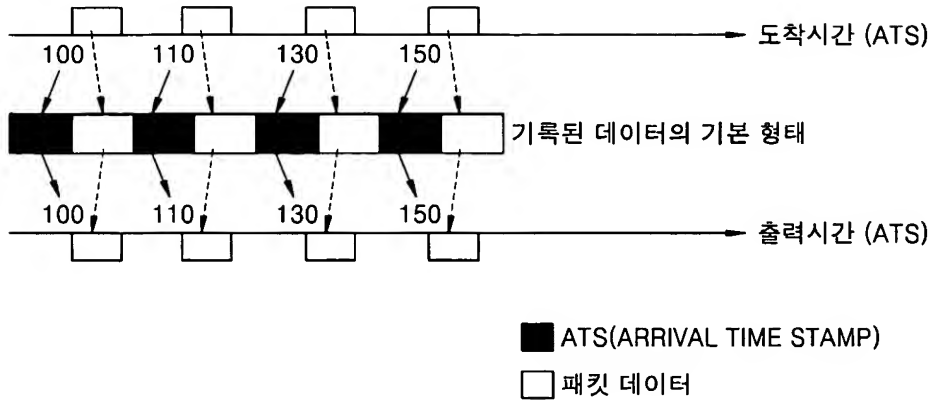 도착시간 (ATS)
100 110 130 150
기록된 데이터의 기본 형태
100 110 130 150
출력시간 (ATS)
ATS(ARRIVAL TIME STAMP)
패킷 데이터